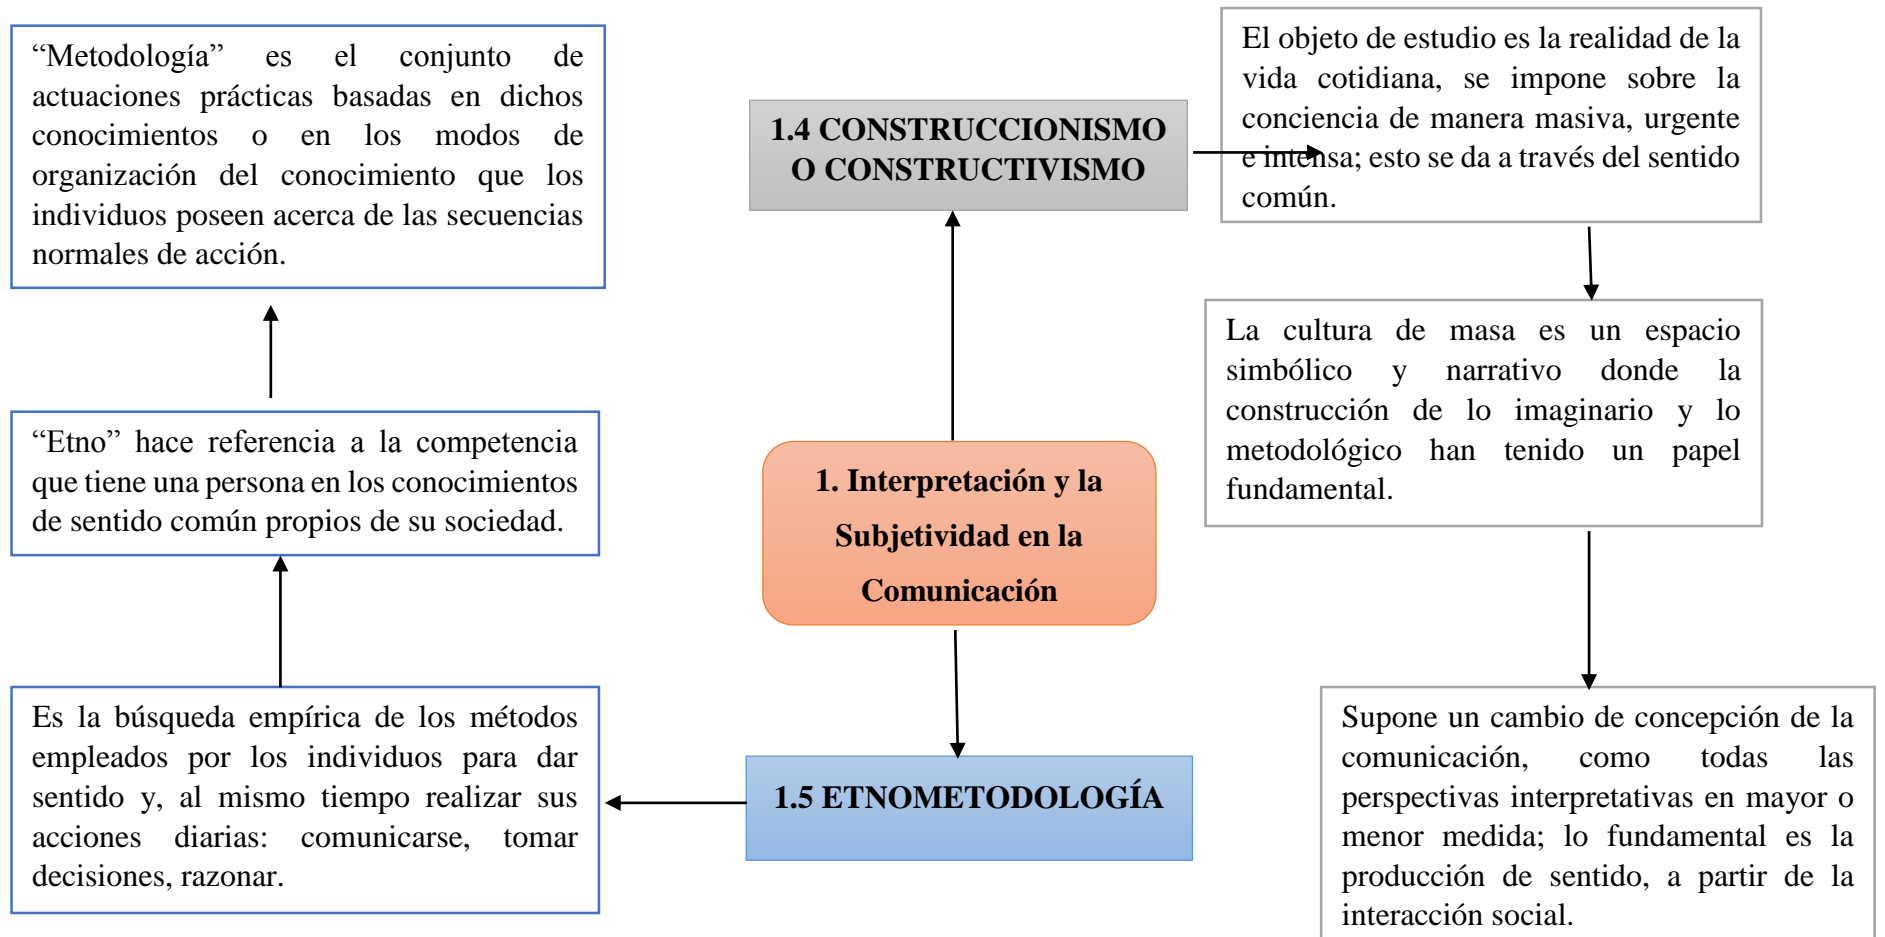 “Metodología” es el conjunto de
actuaciones prácticas basadas en dichos
conocimientos o en los modos de
organización del conocimiento que los
individuos poseen acerca de las secuencias
normales de acción.
“Etno” hace referencia a la competencia
que tiene una persona en los conocimientos
de sentido común propios de su sociedad.
Es la búsqueda empírica de los métodos
empleados por los individuos para dar
sentido y, al mismo tiempo realizar sus
acciones diarias: comunicarse, tomar
decisiones, razonar.
1.4 CONSTRUCCIONISMO
O CONSTRUCTIVISMO
1. Interpretación y la
Subjetividad en la
Comunicación
1.5 ETNOMETODOLOGÍA
El objeto de estudio es la realidad de la
vida cotidiana, se impone sobre la
conciencia de manera masiva, urgente
e intensa; esto se da a través del sentido
común.
La cultura de masa es un espacio
simbólico y narrativo donde la
construcción de lo imaginario y lo
metodológico han tenido un papel
fundamental.
Supone un cambio de concepción de la
comunicación, como todas las
perspectivas interpretativas en mayor o
menor medida; lo fundamental es la
producción de sentido, a partir de la
interacción social.